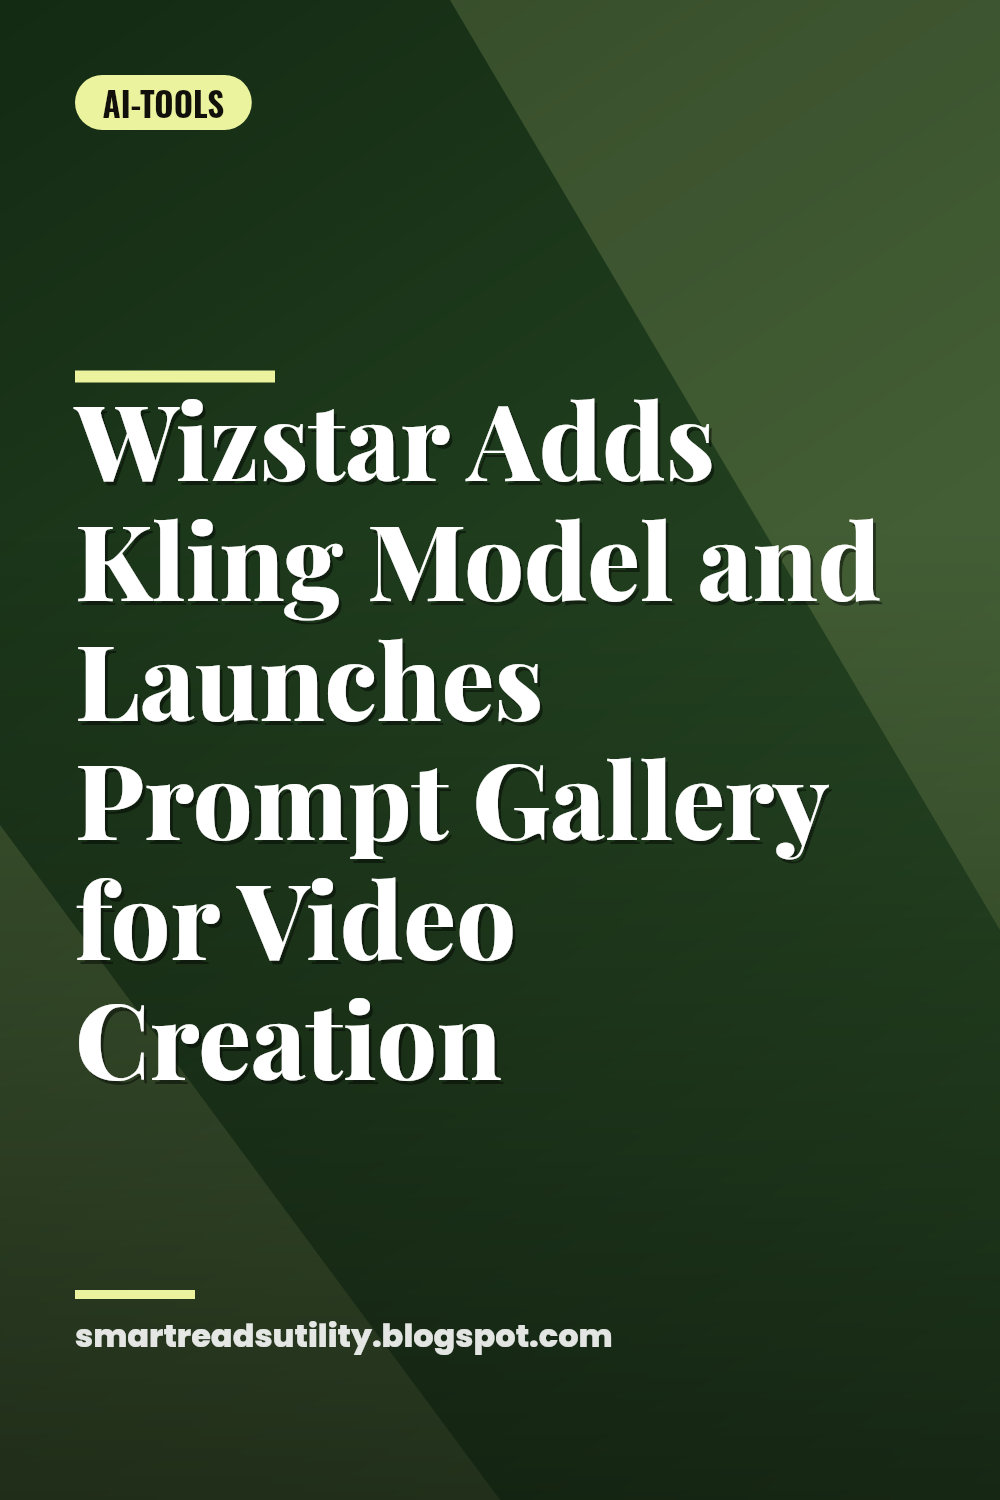 AI-TOOLS
Wizstar Adds
Kling Model and
Launches
Prompt Gallery
for Video
Creation
smartreadsutility.blogspot.com